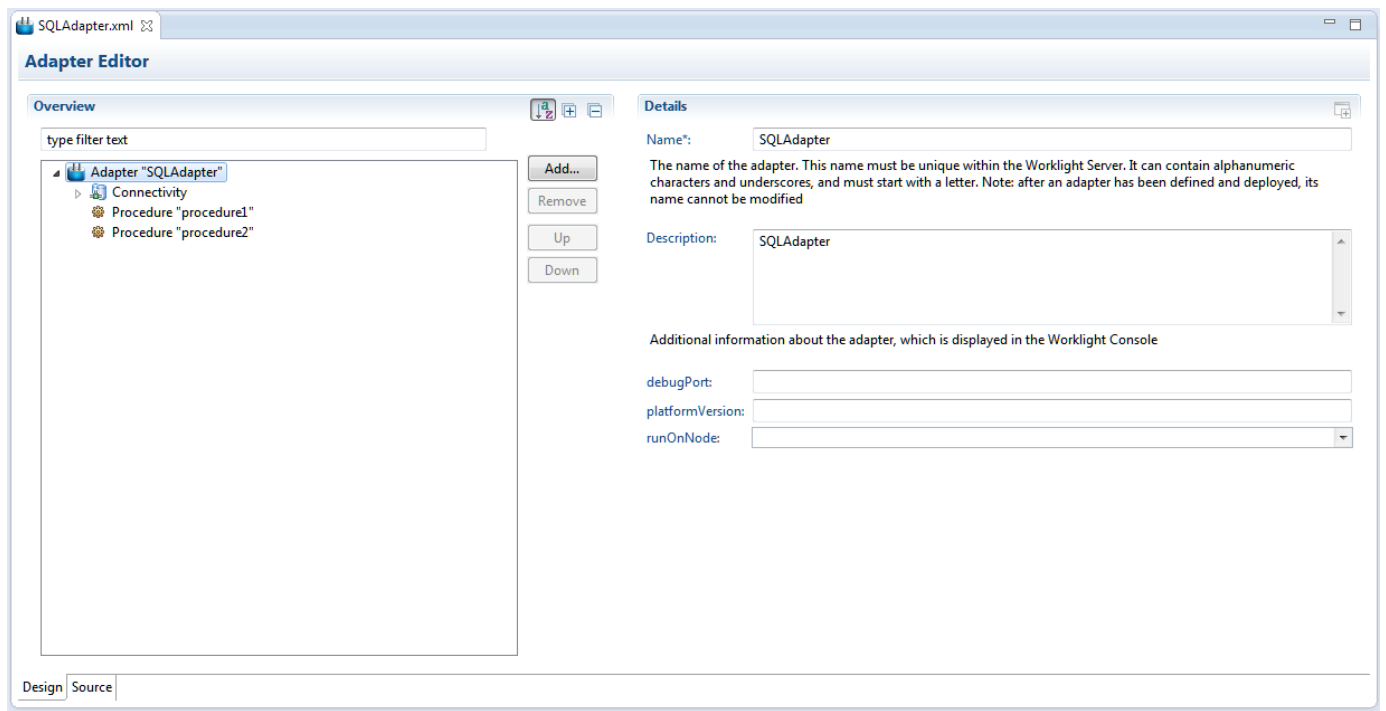 SQLAdapter.xml
Adapter Editor
Overview
type filter text
Adapter "SQLAdapter"
Connectivity
Procedure "procedure1"
Procedure "procedure2"
Add...
Remove
Up
Down
Details
Name*: SQLAdapter
The name of the adapter. This name must be unique within the Worklight Server. It can contain alphanumeric
characters and underscores, and must start with a letter. Note: after an adapter has been defined and deployed, its
name cannot be modified
Description: SQLAdapter
Additional information about the adapter, which is displayed in the Worklight Console
debugPort:
platformVersion:
runOnNode:
Design Source